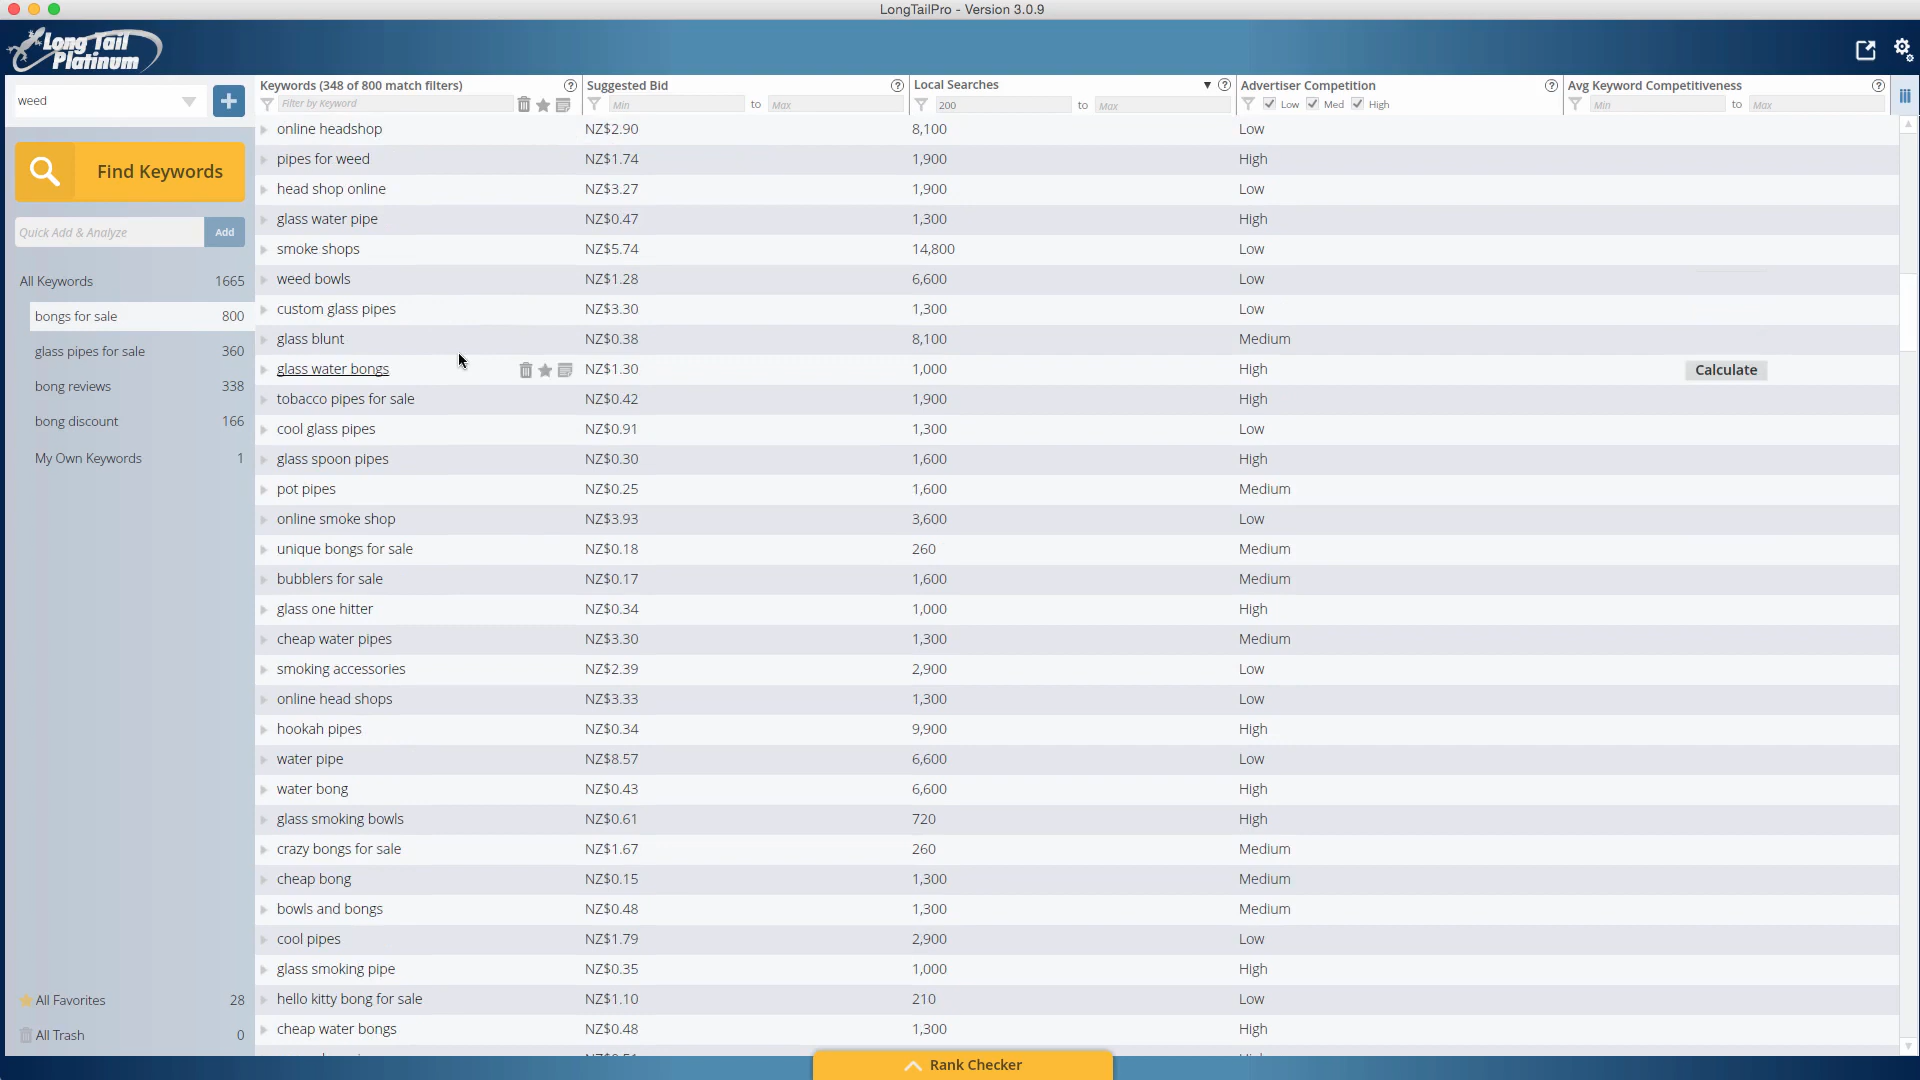 LongTailPro - Version 3.0.9
Long Tail
Platinum
weed
Keywords (348 of 800 match filters) Suggested Bid Local Searches Advertiser Competition Avg Keyword Competitiveness
Filter by Keyword Min to Max 200 to Max Low Med High Min to Max
Find Keywords
Quick Add & Analyze Add
All Keywords 1665
bongs for sale 800
glass pipes for sale 360
bong reviews 338
bong discount 166
My Own Keywords 1
All Favorites 28
All Trash 0
online headshop NZ$2.90 8,100 Low
pipes for weed NZ$1.74 1,900 High
head shop online NZ$3.27 1,900 Low
glass water pipe NZ$0.47 1,300 High
smoke shops NZ$5.74 14,800 Low
weed bowls NZ$1.28 6,600 Low
custom glass pipes NZ$3.30 1,300 Low
glass blunt NZ$0.38 8,100 Medium
glass water bongs NZ$1.30 1,000 High Calculate
tobacco pipes for sale NZ$0.42 1,900 High
cool glass pipes NZ$0.91 1,300 Low
glass spoon pipes NZ$0.30 1,600 High
pot pipes NZ$0.25 1,600 Medium
online smoke shop NZ$3.93 3,600 Low
unique bongs for sale NZ$0.18 260 Medium
bubblers for sale NZ$0.17 1,600 Medium
glass one hitter NZ$0.34 1,000 High
cheap water pipes NZ$3.30 1,300 Medium
smoking accessories NZ$2.39 2,900 Low
online head shops NZ$3.33 1,300 Low
hookah pipes NZ$0.34 9,900 High
water pipe NZ$8.57 6,600 Low
water bong NZ$0.43 6,600 High
glass smoking bowls NZ$0.61 720 High
crazy bongs for sale NZ$1.67 260 Medium
cheap bong NZ$0.15 1,300 Medium
bowls and bongs NZ$0.48 1,300 Medium
cool pipes NZ$1.79 2,900 Low
glass smoking pipe NZ$0.35 1,000 High
hello kitty bong for sale NZ$1.10 210 Low
cheap water bongs NZ$0.48 1,300 High
Rank Checker